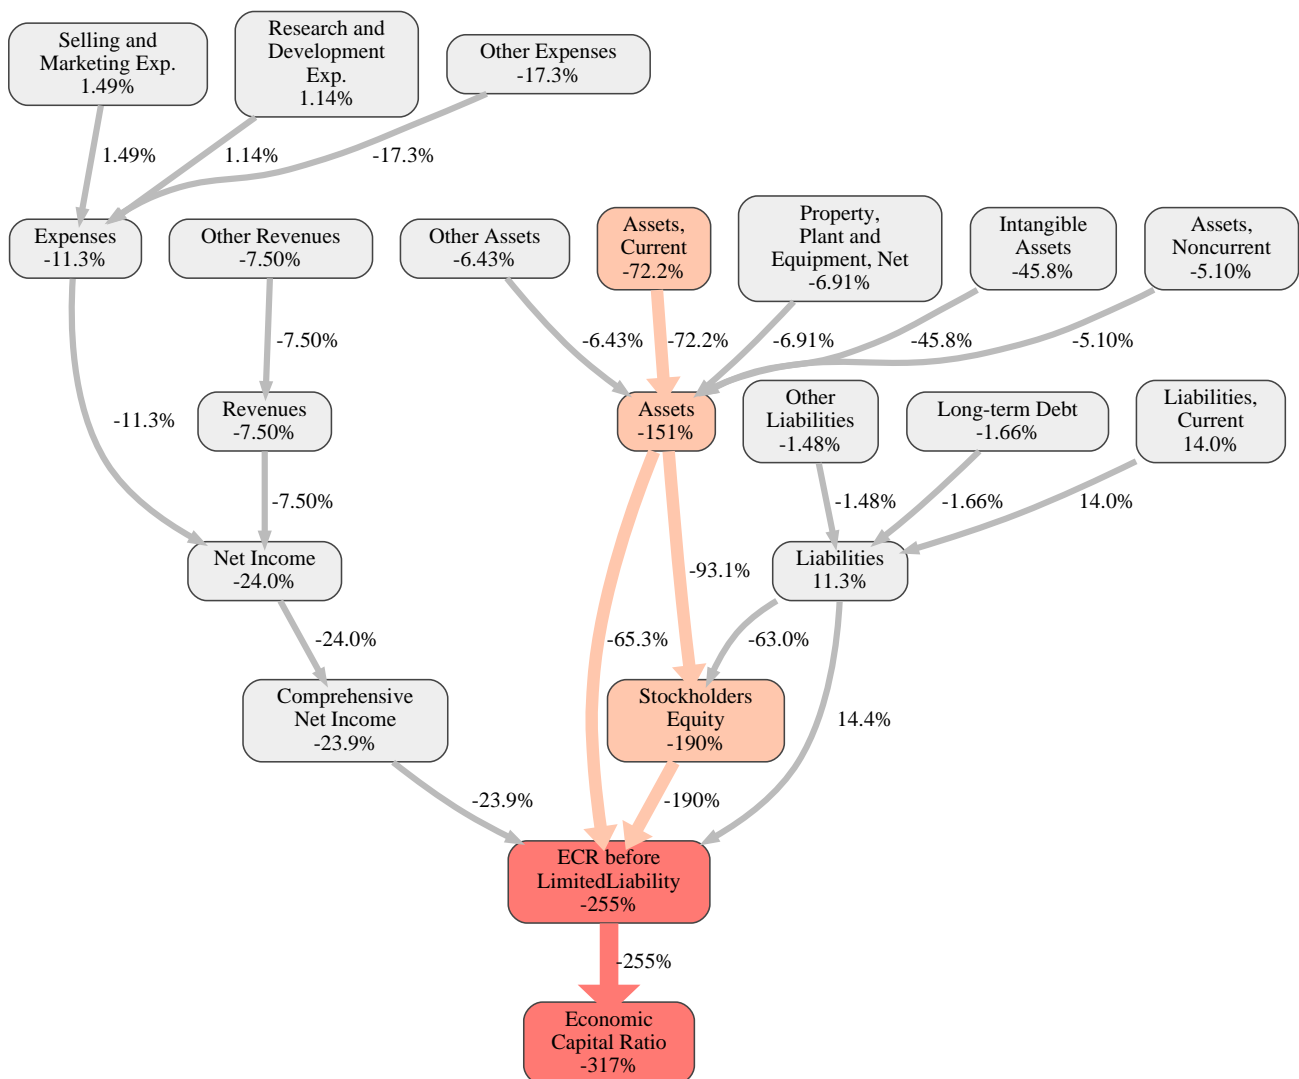 Selling and
Marketing Exp.
1.49%
Research and
Development
Exp.
1.14%
Other Expenses
-17.3%
1.49%
1.14%
-17.3%
Expenses
-11.3%
Other Revenues
-7.50%
Other Assets
-6.43%
Assets,
Current
-72.2%
Property,
Plant and
Equipment, Net
-6.91%
Intangible
Assets
-45.8%
Assets,
Noncurrent
-5.10%
-7.50%
-6.43%
-72.2%
-6.91%
-45.8%
-5.10%
-11.3%
Revenues
-7.50%
Assets
-151%
Other
Liabilities
-1.48%
Long-term Debt
-1.66%
Liabilities,
Current
14.0%
-7.50%
-1.48%
-1.66%
14.0%
Net Income
-24.0%
-93.1%
Liabilities
11.3%
-24.0%
-65.3%
-63.0%
Comprehensive
Net Income
-23.9%
Stockholders
Equity
-190%
14.4%
-23.9%
-190%
ECR before
LimitedLiability
-255%
-255%
Economic
Capital Ratio
-317%